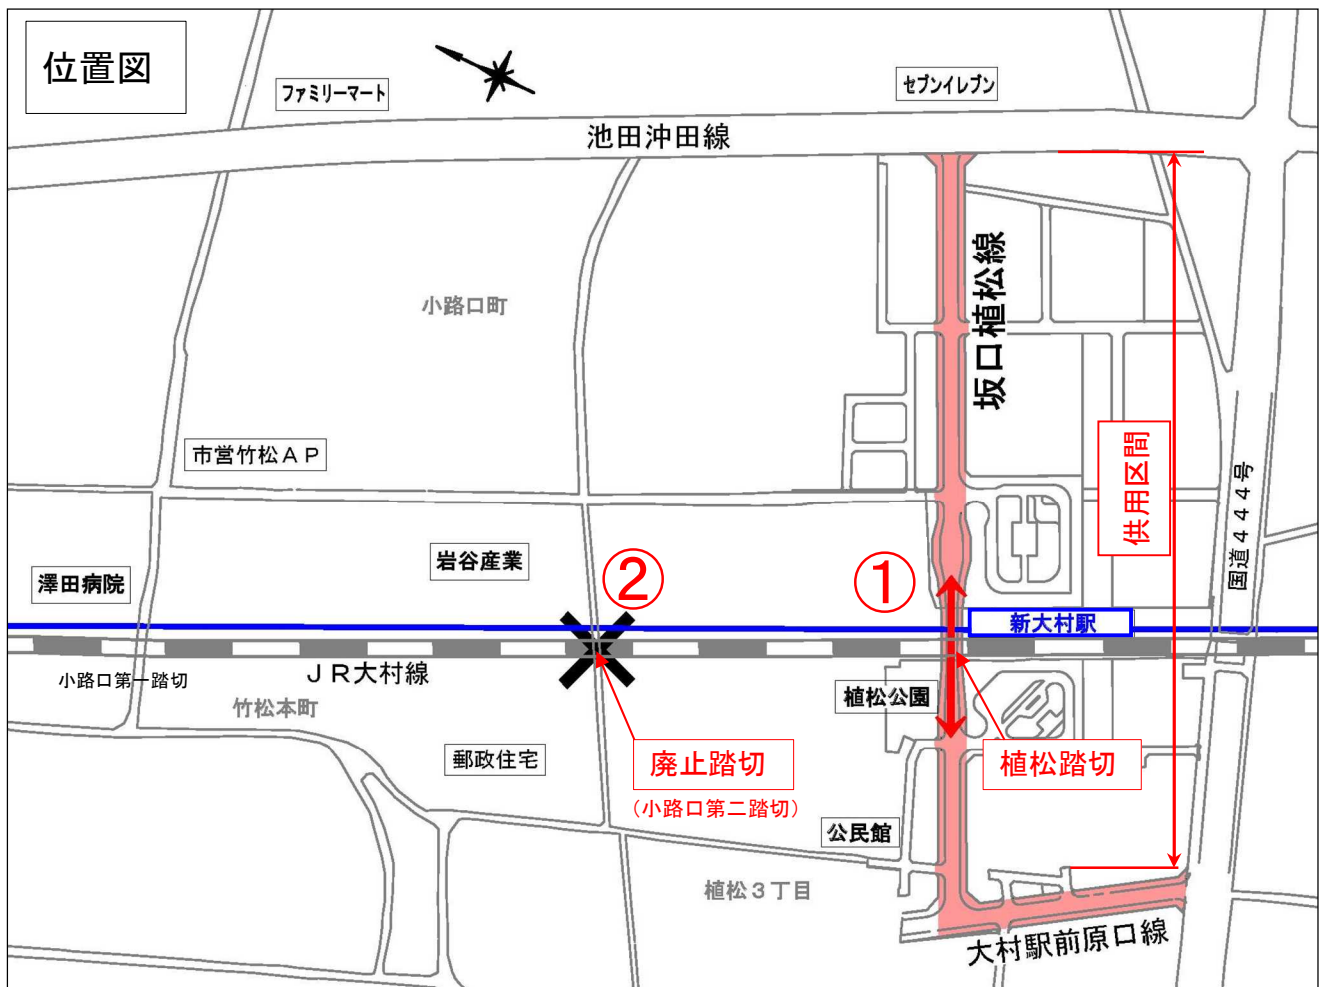 位置図
ファミリーマート
セブンイレブン
池田沖田線
坂口植松線
小路口町
供用区間
市営竹松ＡＰ
国道４４４号
岩谷産業
②
①
澤田病院
新大村駅
ＪＲ大村線
小路口第一踏切
植松公園
竹松本町
郵政住宅
廃止踏切
植松踏切
（小路口第二踏切）
公民館
植松３丁目
大村駅前原口線